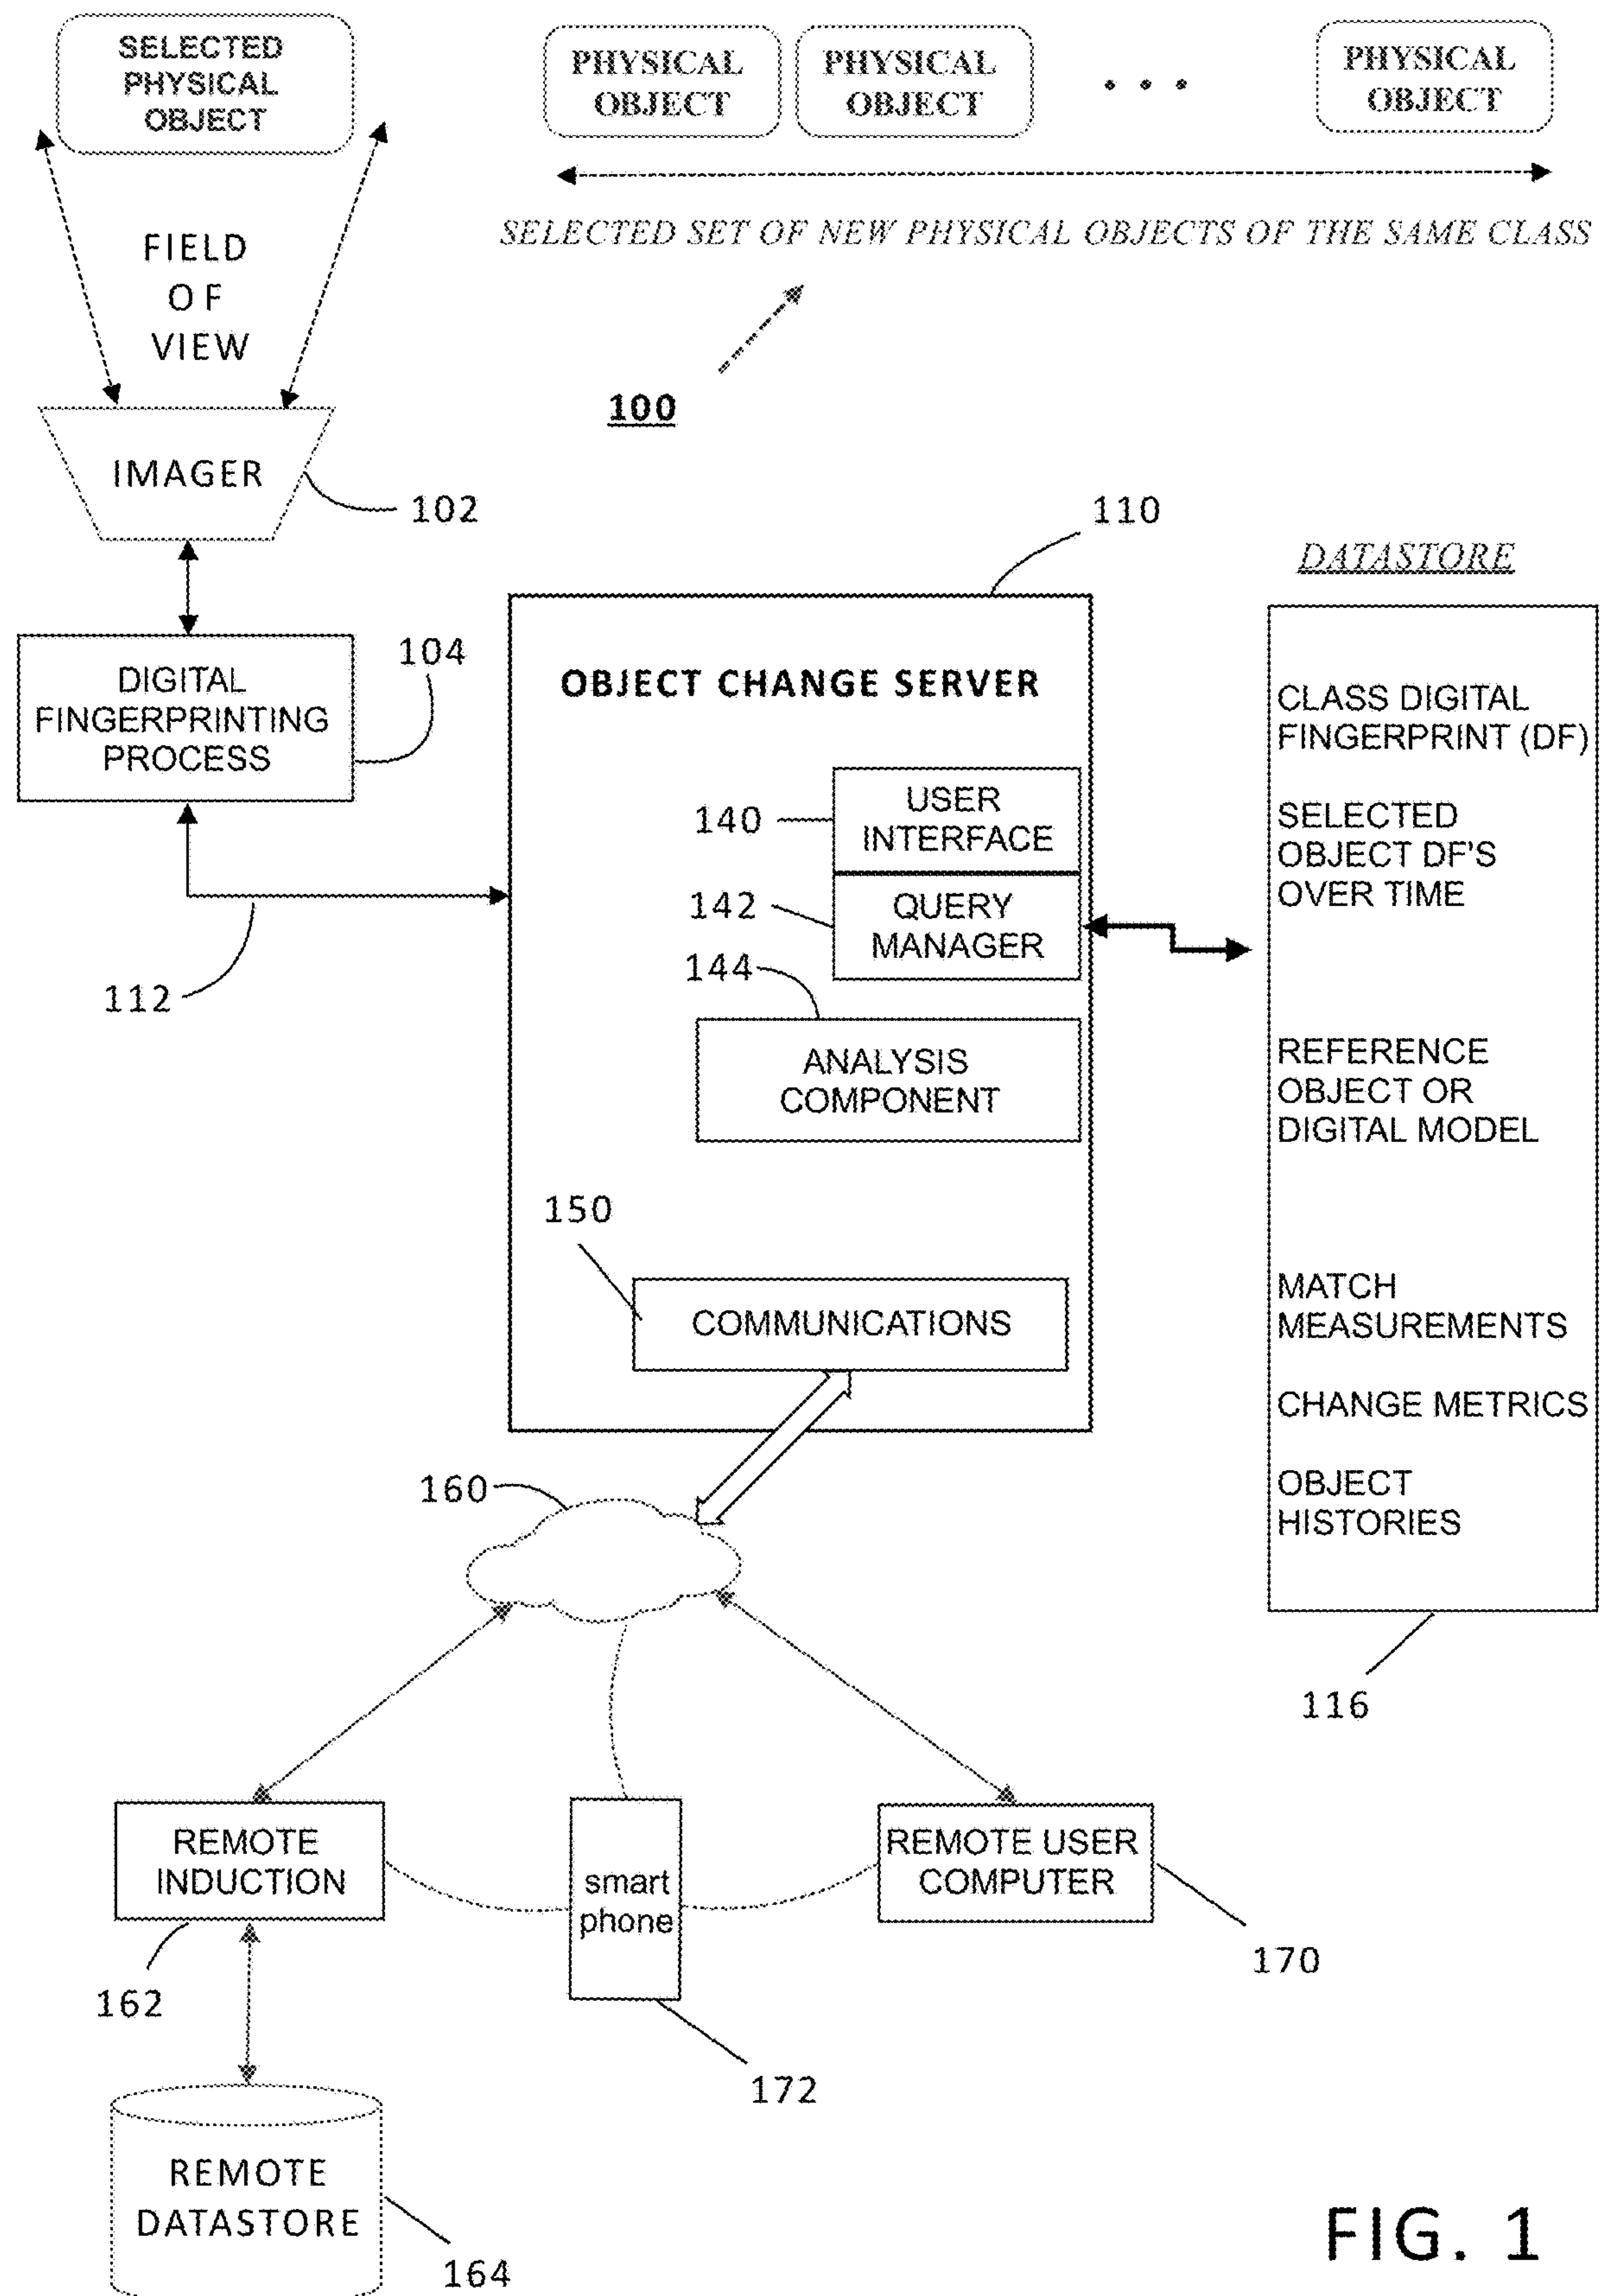 SELECTED
PHYSICAL
OBJECT
PHYSICAL
OBJECT
PHYSICAL
OBJECT
• • •
PHYSICAL
OBJECT
SELECTED SET OF NEW PHYSICAL OBJECTS OF THE SAME CLASS
FIELD
OF
VIEW
100
IMAGER
102
110
DATASTORE
104
DIGITAL
FINGERPRINTING
PROCESS
112
OBJECT CHANGE SERVER
140
USER
INTERFACE
142
QUERY
MANAGER
144
ANALYSIS
COMPONENT
150
COMMUNICATIONS
CLASS DIGITAL
FINGERPRINT (DF)
SELECTED
OBJECT DF'S
OVER TIME
REFERENCE
OBJECT OR
DIGITAL MODEL
MATCH
MEASUREMENTS
CHANGE METRICS
OBJECT
HISTORIES
116
160
REMOTE
INDUCTION
162
smart
phone
172
REMOTE USER
COMPUTER
170
REMOTE
DATASTORE
164
FIG. 1